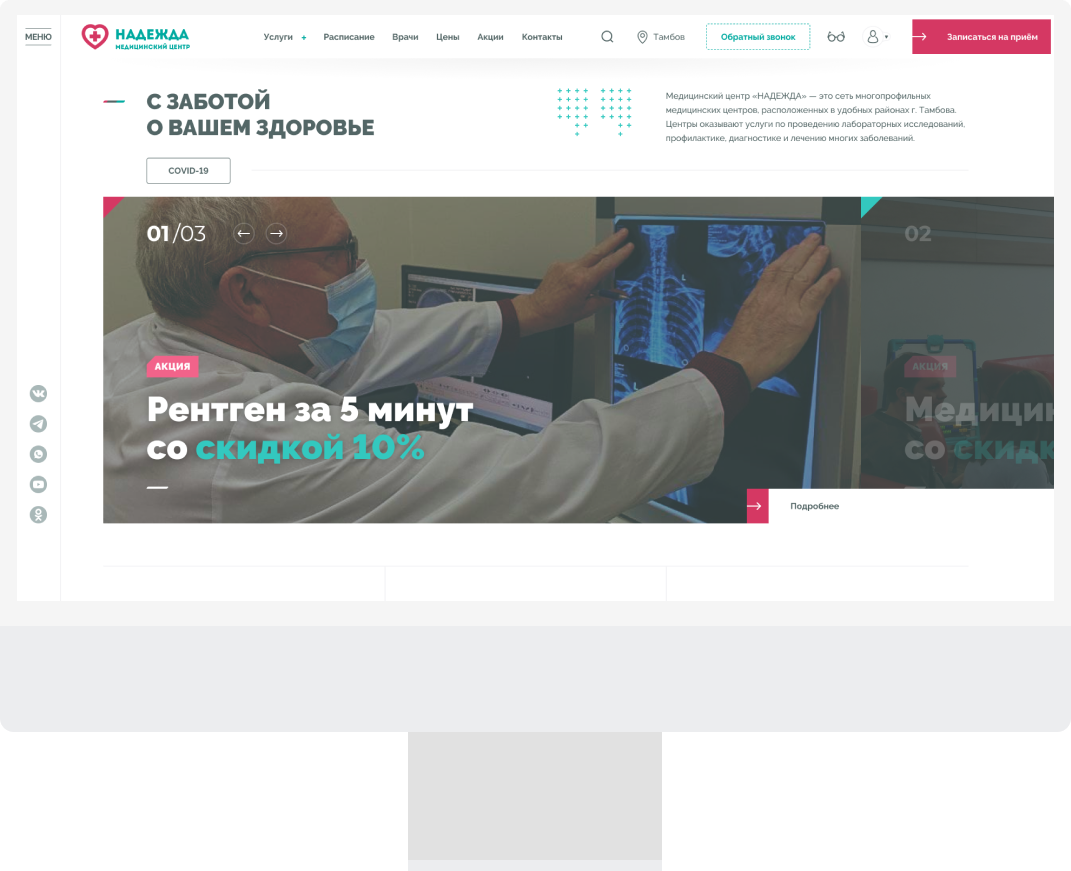 МЕНЮ
НАДЕЖДА
МЕДИЦИНСКИЙ ЦЕНТР
Услуги +
Расписание
Врачи
Цены
Акции
Контакты
Тамбов
Обратный звонок
Записаться на приём
С ЗАБОТОЙ
О ВАШЕМ ЗДОРОВЬЕ
Медицинский центр «НАДЕЖДА» — это сеть многопрофильных
медицинских центров, расположенных в удобных районах г. Тамбова.
Центры оказывают услуги по проведению лабораторных исследований,
профилактике, диагностике и лечению многих заболеваний.
COVID-19
01/03
02
L
L
АКЦИЯ
Рентген за 5 минут
со скидкой 10%
АКЦИЯ
Медицин
со скидк
Подробнее